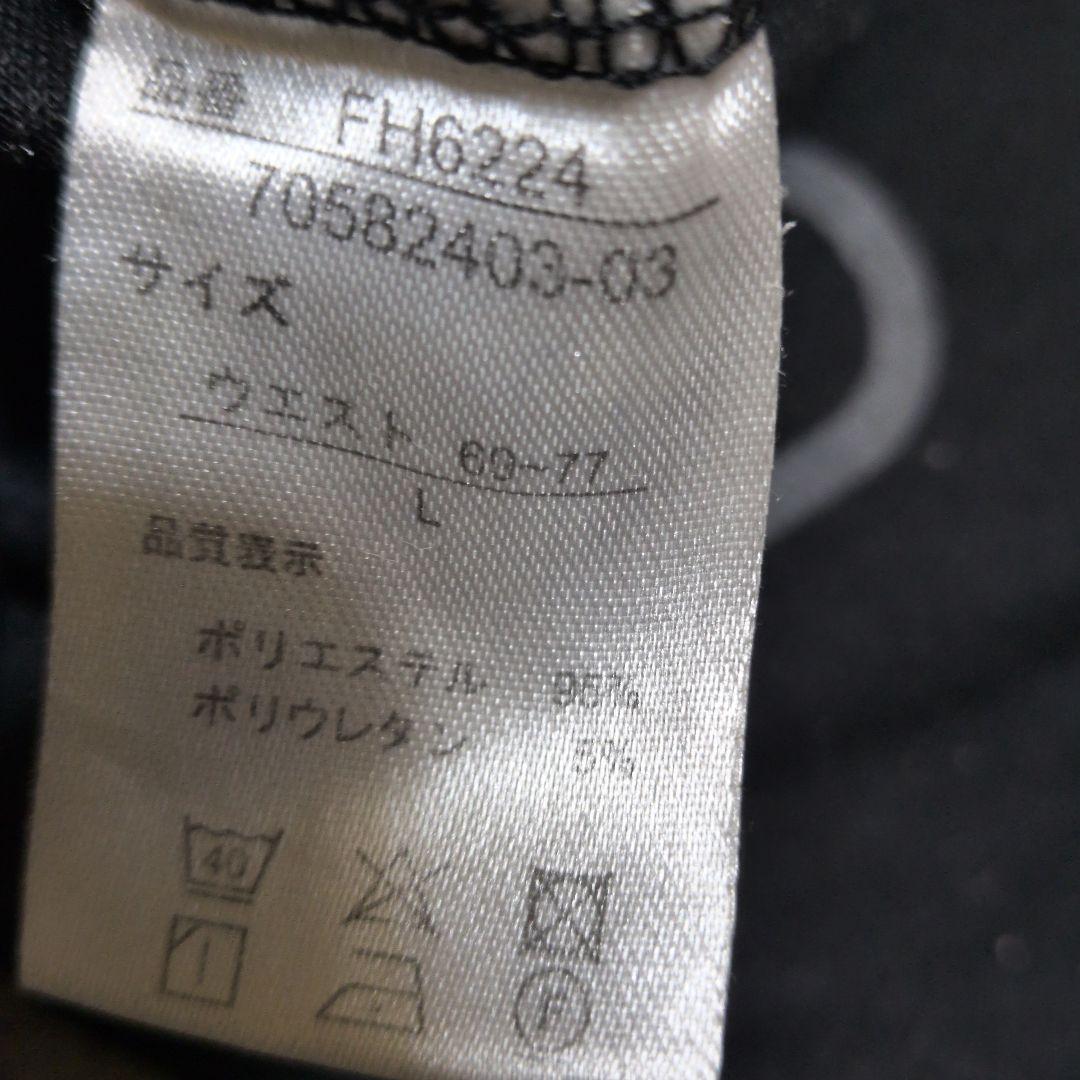 品番 FH6224
70582403-03
サイズ
ウエスト 69~77
L
品質表示
ポリエステル 95%
ポリウレタン 5%
40
F